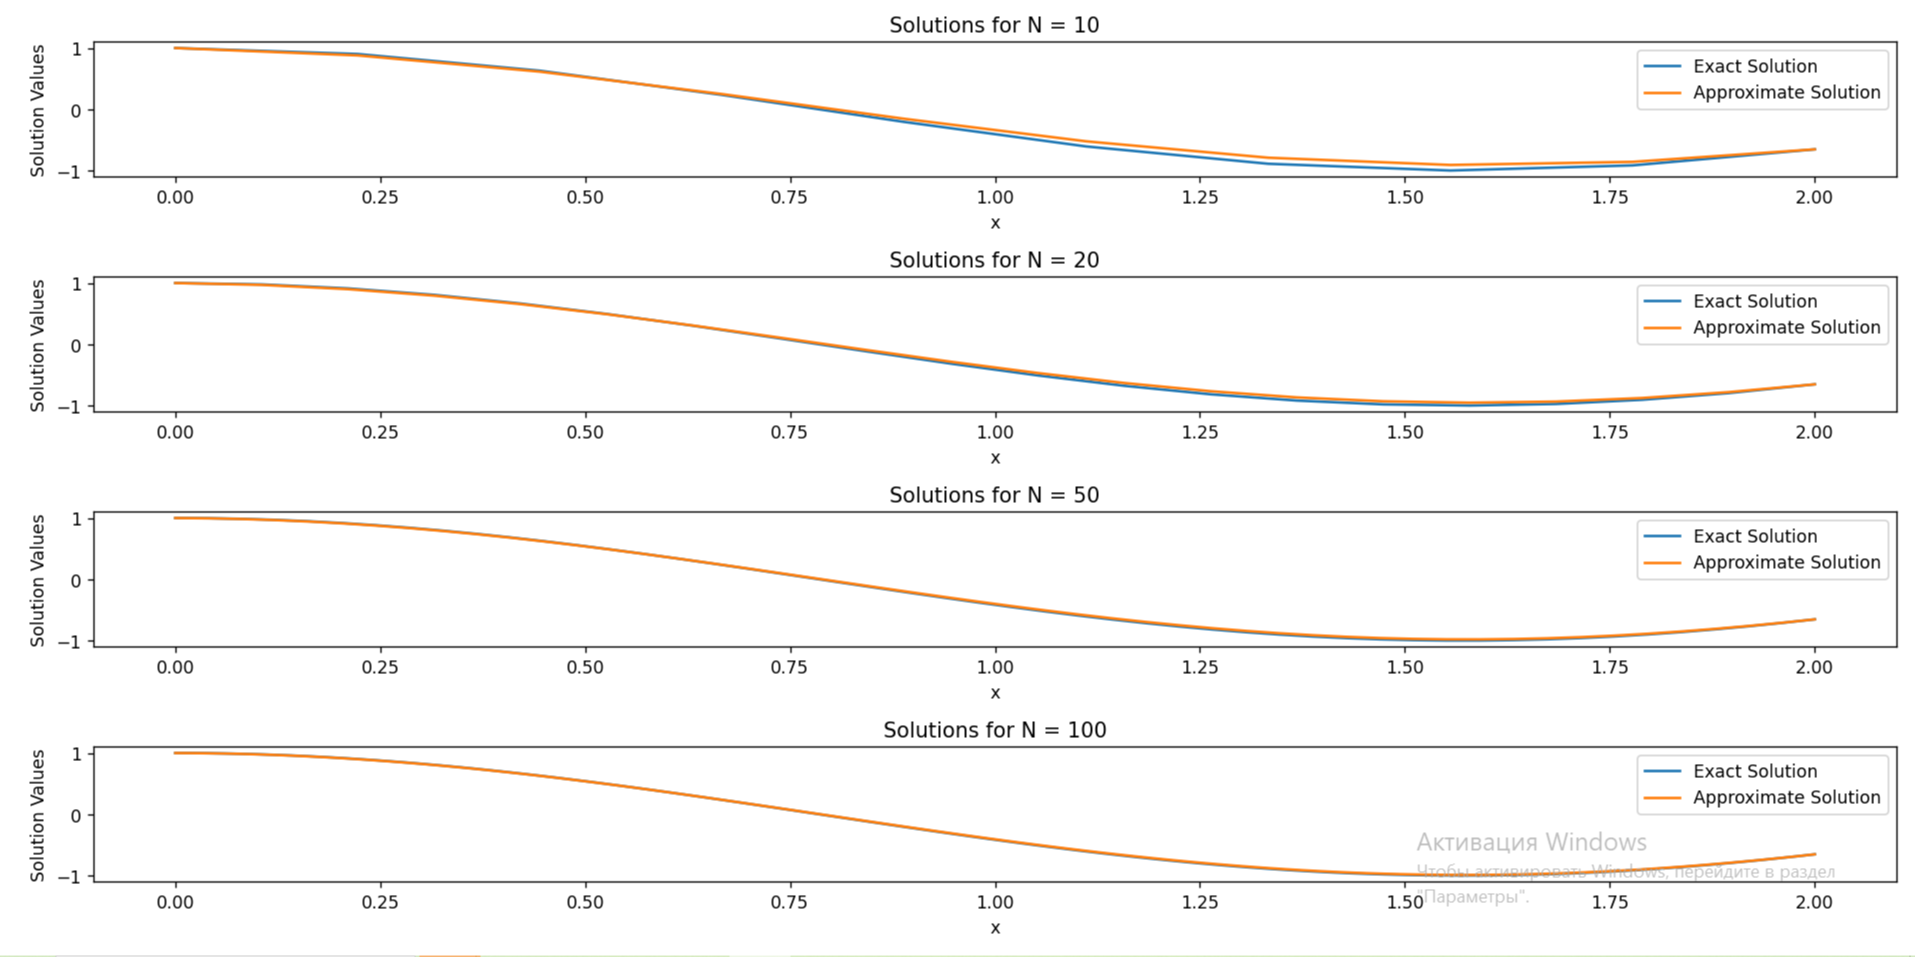 Solutions for N = 10
Solution Values
1
0
−1
Exact Solution
Approximate Solution
0.00 0.25 0.50 0.75 1.00 1.25 1.50 1.75 2.00
x
Solutions for N = 20
Solution Values
1
0
−1
Exact Solution
Approximate Solution
0.00 0.25 0.50 0.75 1.00 1.25 1.50 1.75 2.00
x
Solutions for N = 50
Solution Values
1
0
−1
Exact Solution
Approximate Solution
0.00 0.25 0.50 0.75 1.00 1.25 1.50 1.75 2.00
x
Solutions for N = 100
Solution Values
1
0
−1
Exact Solution
Approximate Solution
Активация Windows
Чтобы активировать Windows, перейдите в раздел
"Параметры".
0.00 0.25 0.50 0.75 1.00 1.25 1.50 1.75 2.00
x